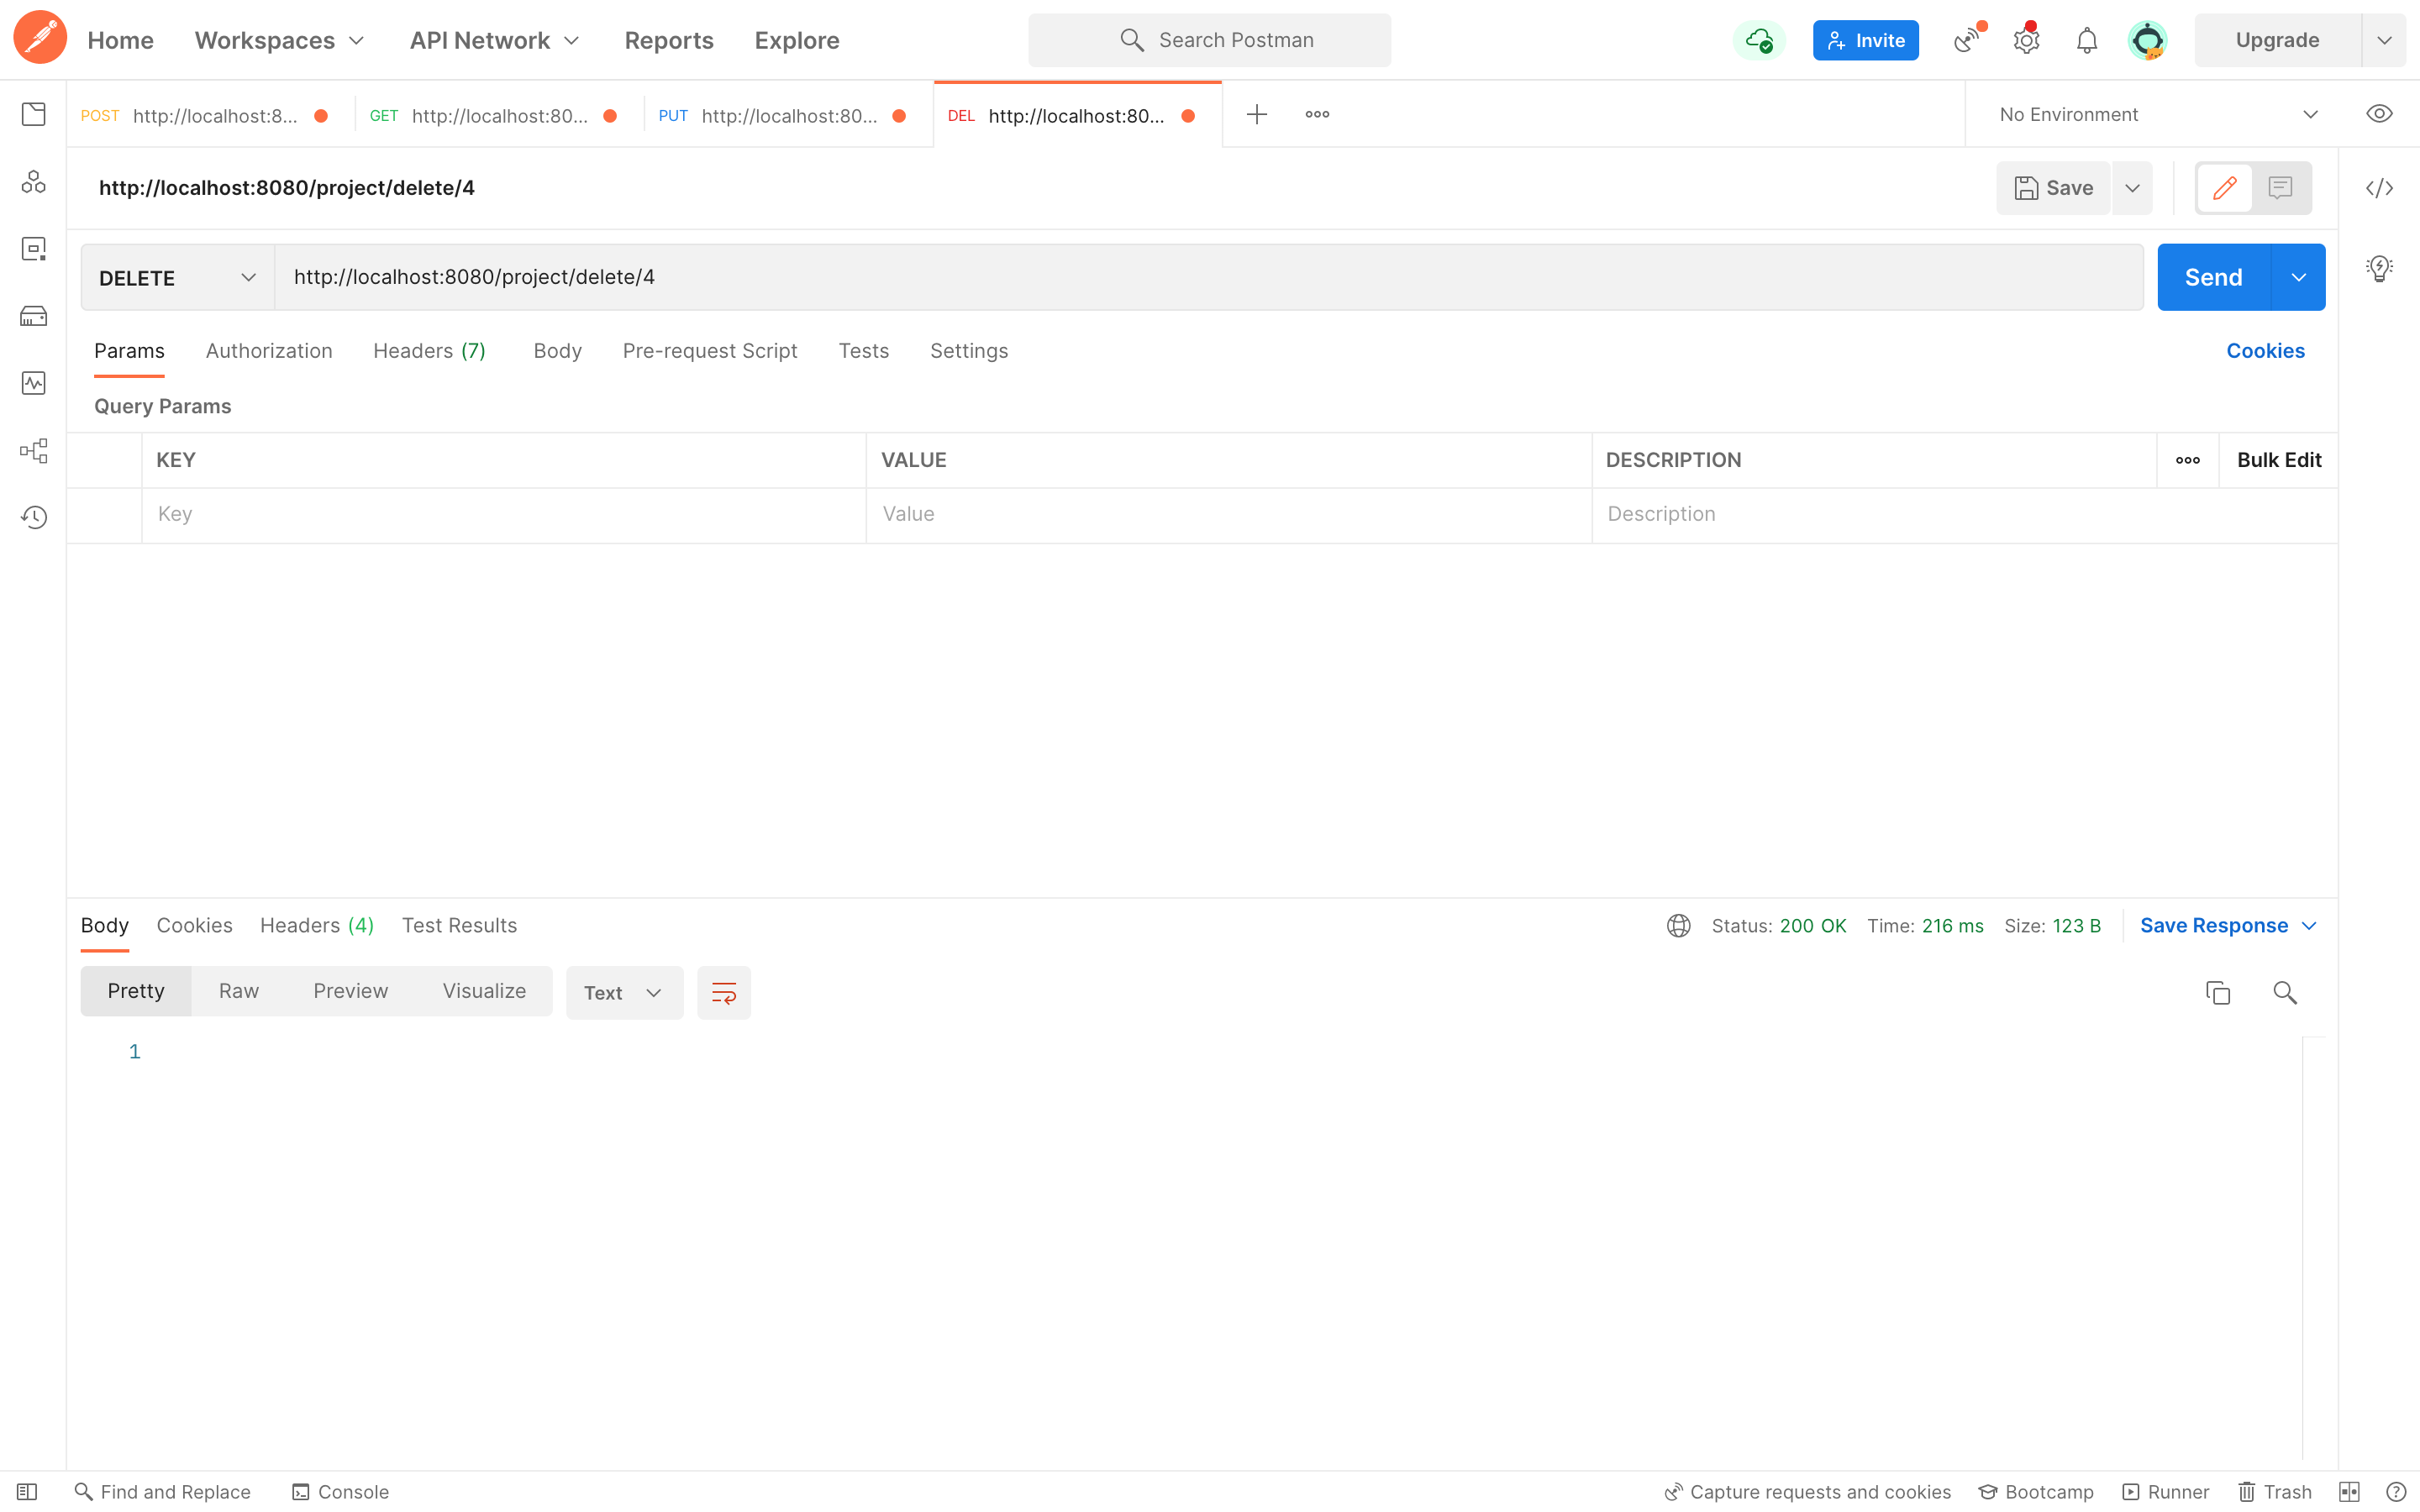 Home Workspaces API Network Reports Explore Search Postman Invite Upgrade
POST http://localhost:8... GET http://localhost:80... PUT http://localhost:80... DEL http://localhost:80... No Environment
http://localhost:8080/project/delete/4 Save
DELETE http://localhost:8080/project/delete/4 Send
Params Authorization Headers (7) Body Pre-request Script Tests Settings Cookies
Query Params
KEY VALUE DESCRIPTION Bulk Edit
Key Value Description
Body Cookies Headers (4) Test Results Status: 200 OK Time: 216 ms Size: 123 B Save Response
Pretty Raw Preview Visualize Text
1
Find and Replace Console Capture requests and cookies Bootcamp Runner Trash